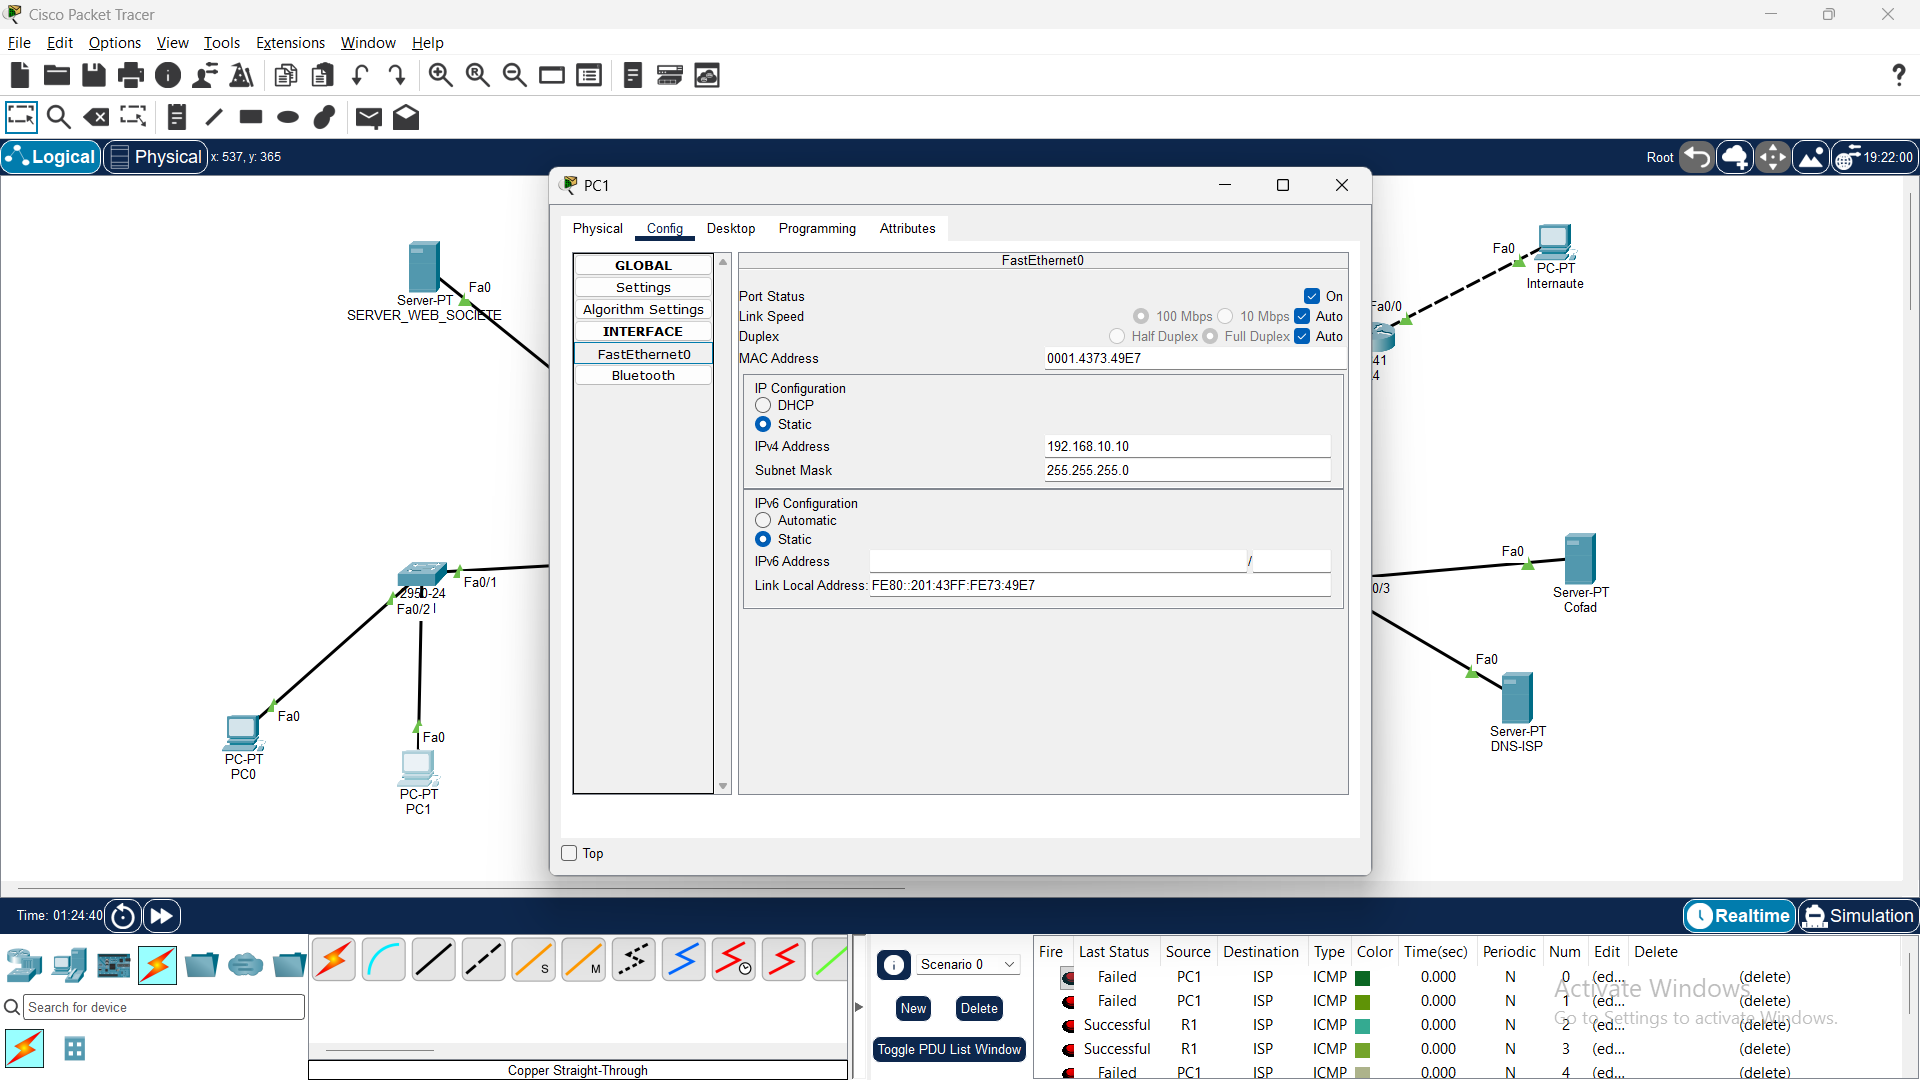 Cisco Packet Tracer
File Edit Options View Tools Extensions Window Help
Logical Physical x: 537, y: 365 Root 19:22:00
PC1
Physical Config Desktop Programming Attributes
GLOBAL
Settings
Algorithm Settings
INTERFACE
FastEthernet0
Bluetooth
FastEthernet0
Port Status On
Link Speed 100 Mbps 10 Mbps Auto
Duplex Half Duplex Full Duplex Auto
MAC Address 0001.4373.49E7
IP Configuration
DHCP
Static
IPv4 Address 192.168.10.10
Subnet Mask 255.255.255.0
IPv6 Configuration
Automatic
Static
IPv6 Address /
Link Local Address: FE80::201:43FF:FE73:49E7
Top
Fa0
Server-PT
SERVER_WEB_SOCIETE
Fa0/1
2950-24
Fa0/2
Fa0
PC-PT
PC0
Fa0
PC-PT
PC1
Fa0
PC-PT
Internaute
Fa0/0
41
4
Fa0
0/3
Server-PT
Cofad
Fa0
Server-PT
DNS-ISP
Time: 01:24:40 Realtime Simulation
Search for device
Copper Straight-Through
S
M
Scenario 0
New Delete
Toggle PDU List Window
Fire Last Status Source Destination Type Color Time(sec) Periodic Num Edit Delete
Failed PC1 ISP ICMP 0.000 N 0 (ed... (delete)
Failed PC1 ISP ICMP 0.000 N 1 (ed... (delete)
Successful R1 ISP ICMP 0.000 N 2 (ed... (delete)
Successful R1 ISP ICMP 0.000 N 3 (ed... (delete)
Failed PC1 ISP ICMP 0.000 N 4 (ed... (delete)
Activate Windows
Go to Settings to activate Windows.